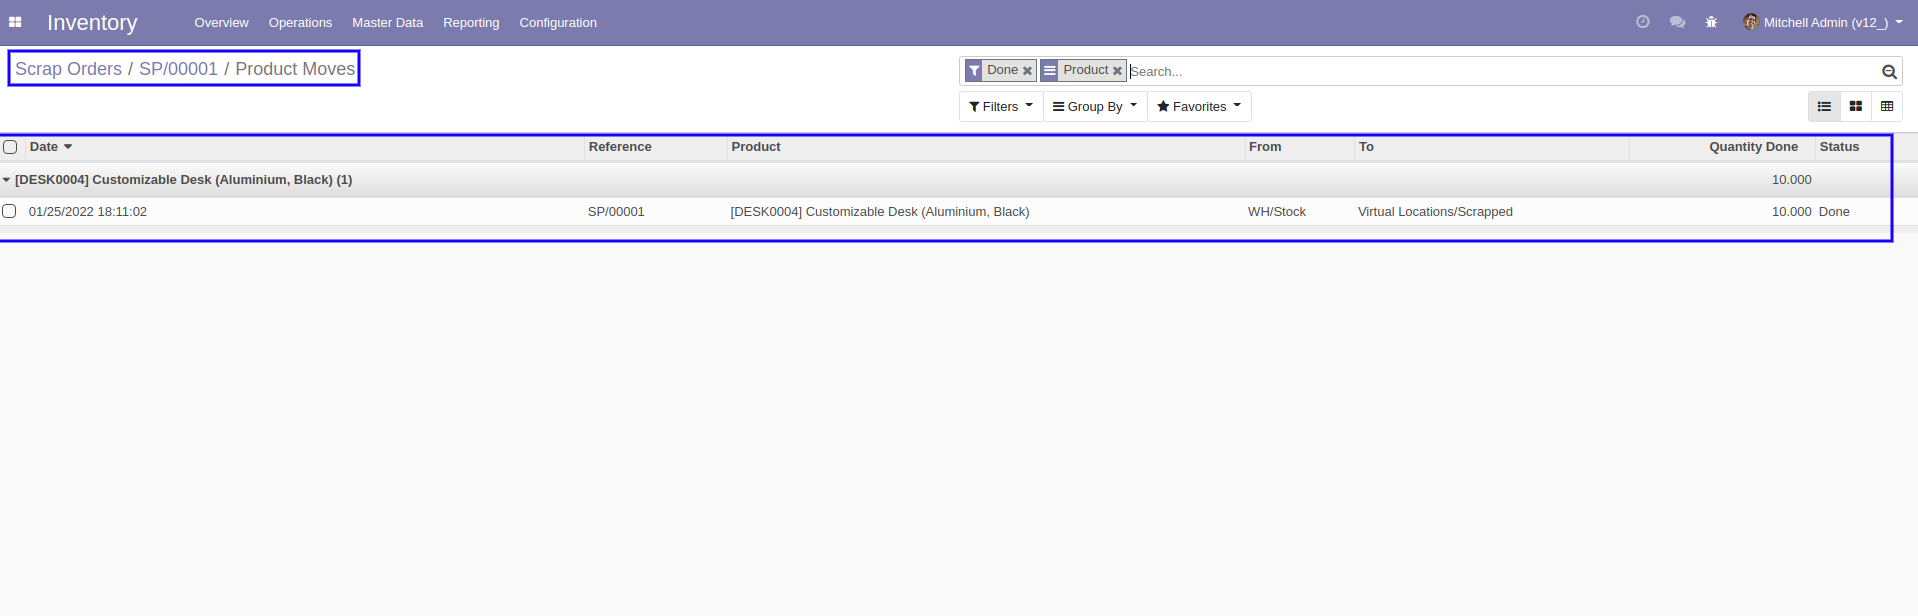 Inventory Overview Operations Master Data Reporting Configuration Mitchell Admin (v12_)
Scrap Orders / SP/00001 / Product Moves
Done Product Search...
Filters Group By Favorites
Date Reference Product From To Quantity Done Status
[DESK0004] Customizable Desk (Aluminium, Black) (1) 10.000
01/25/2022 18:11:02 SP/00001 [DESK0004] Customizable Desk (Aluminium, Black) WH/Stock Virtual Locations/Scrapped 10.000 Done